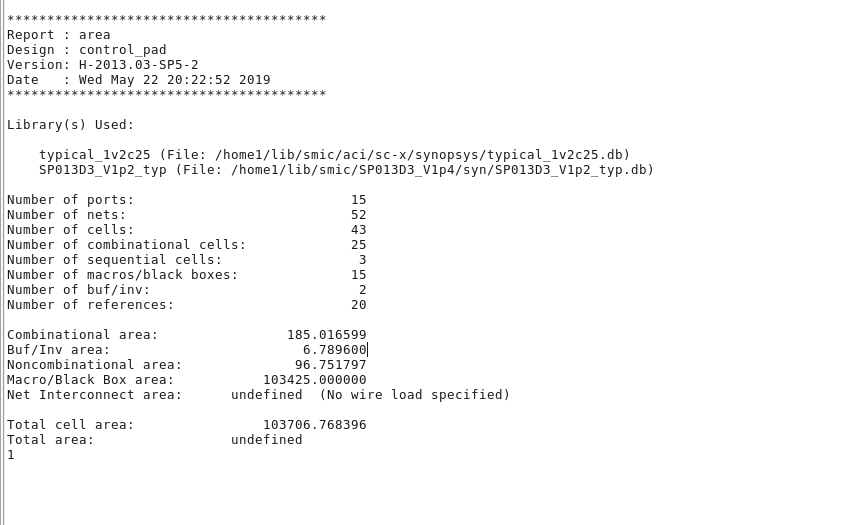 ****************************************
Report : area
Design : control_pad
Version: H-2013.03-SP5-2
Date   : Wed May 22 20:22:52 2019
****************************************
Library(s) Used:
typical_1v2c25 (File: /home1/lib/smic/aci/sc-x/synopsys/typical_1v2c25.db)
SP013D3_V1p2_typ (File: /home1/lib/smic/SP013D3_V1p4/syn/SP013D3_V1p2_typ.db)
Number of ports: 15
Number of nets: 52
Number of cells: 43
Number of combinational cells: 25
Number of sequential cells: 3
Number of macros/black boxes: 15
Number of buf/inv: 2
Number of references: 20
Combinational area: 185.016599
Buf/Inv area: 6.789600
Noncombinational area: 96.751797
Macro/Black Box area: 103425.000000
Net Interconnect area: undefined (No wire load specified)
Total cell area: 103706.768396
Total area: undefined
1